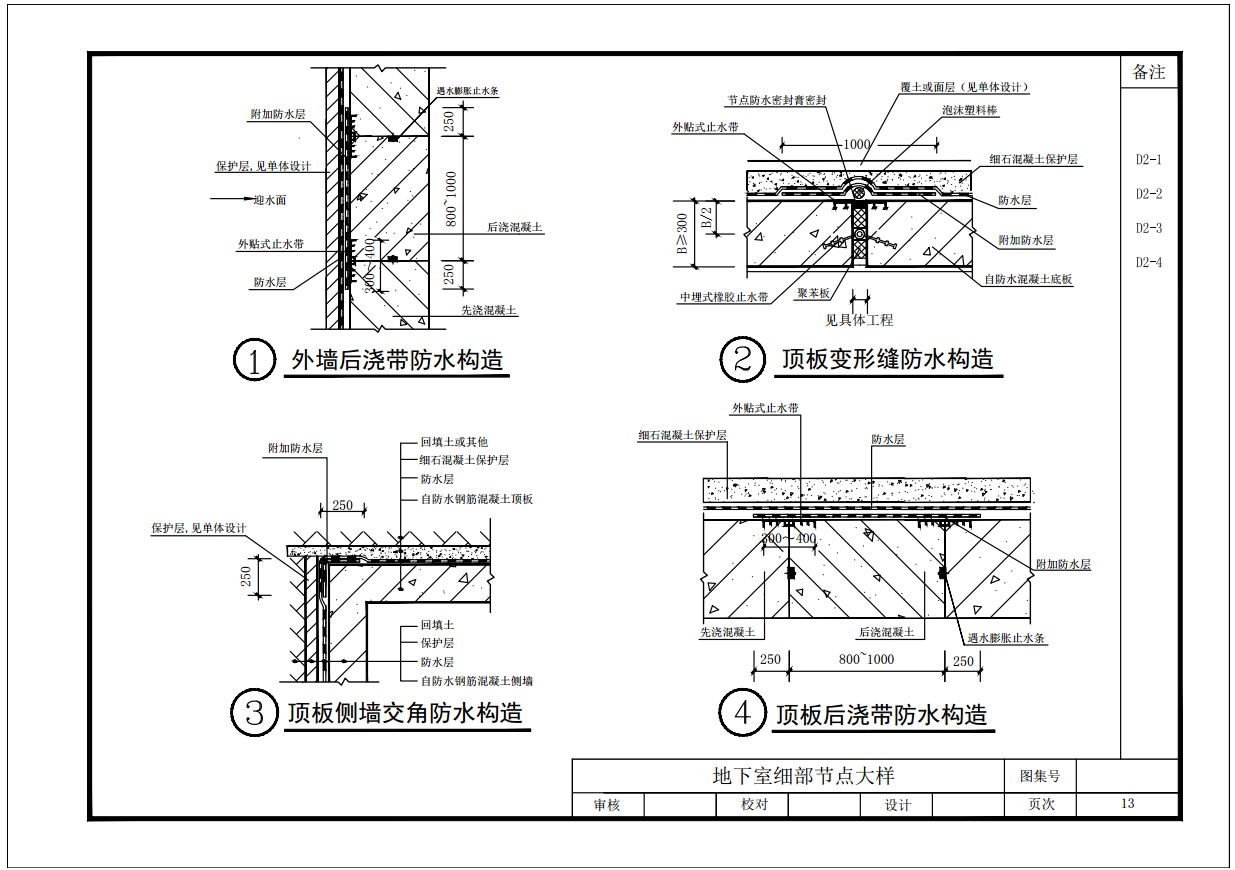 备注
D2-1
D2-2
D2-3
D2-4
遇水膨胀止水条
附加防水层
250
保护层,见单体设计
迎水面
800~1000
后浇混凝土
外贴式止水带
300~400
防水层
250
先浇混凝土
1 外墙后浇带防水构造
覆土或面层（见单体设计）
节点防水密封膏密封
泡沫塑料棒
外贴式止水带
1000
细石混凝土保护层
防水层
B≥300
B/2
附加防水层
自防水混凝土底板
中埋式橡胶止水带
聚苯板
见具体工程
2 顶板变形缝防水构造
附加防水层
回填土或其他
细石混凝土保护层
防水层
自防水钢筋混凝土顶板
250
保护层,见单体设计
250
回填土
保护层
防水层
自防水钢筋混凝土侧墙
3 顶板侧墙交角防水构造
外贴式止水带
细石混凝土保护层
防水层
300~400
附加防水层
先浇混凝土
后浇混凝土
遇水膨胀止水条
250
800~1000
250
4 顶板后浇带防水构造
地下室细部节点大样
图集号
审核
校对
设计
页次
13